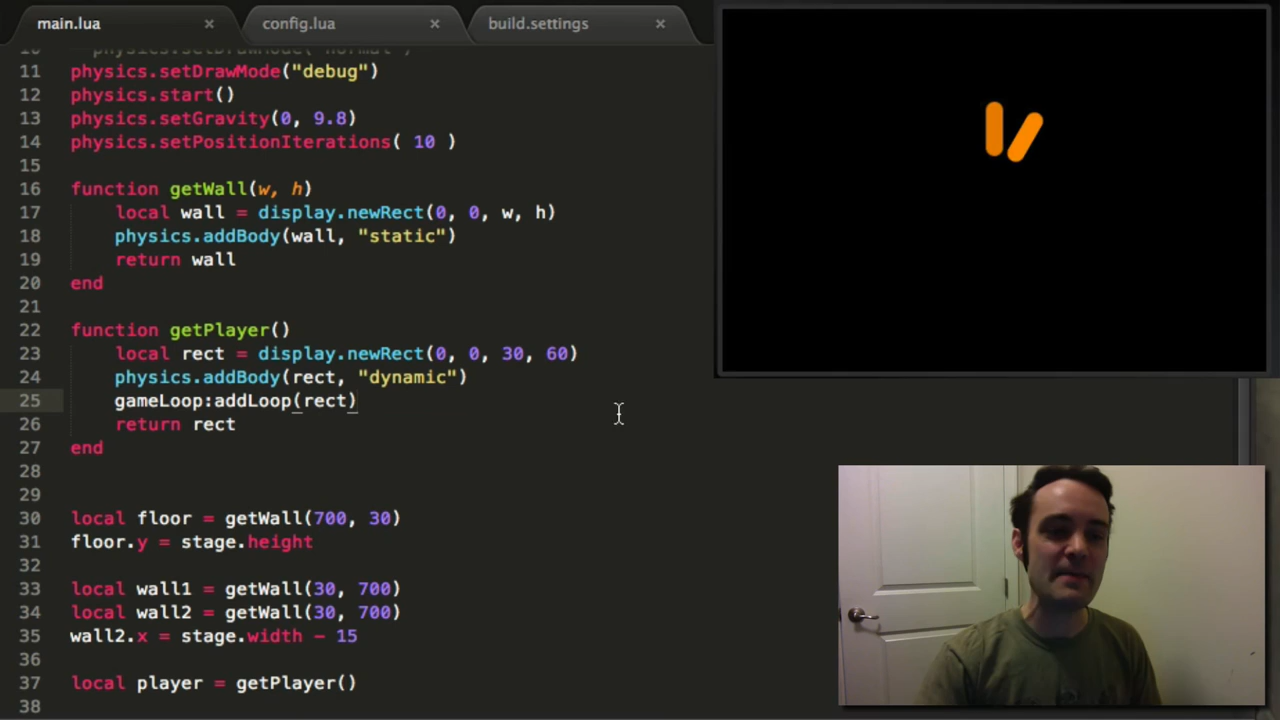 main.lua × config.lua × build.settings ×
10 physics.setDrawMode("normal")
11 physics.setDrawMode("debug")
12 physics.start()
13 physics.setGravity(0, 9.8)
14 physics.setPositionIterations( 10 )
15
16 function getWall(w, h)
17 local wall = display.newRect(0, 0, w, h)
18 physics.addBody(wall, "static")
19 return wall
20 end
21
22 function getPlayer()
23 local rect = display.newRect(0, 0, 30, 60)
24 physics.addBody(rect, "dynamic")
25 gameLoop:addLoop(rect)
26 return rect
27 end
28
29
30 local floor = getWall(700, 30)
31 floor.y = stage.height
32
33 local wall1 = getWall(30, 700)
34 local wall2 = getWall(30, 700)
35 wall2.x = stage.width - 15
36
37 local player = getPlayer()
38